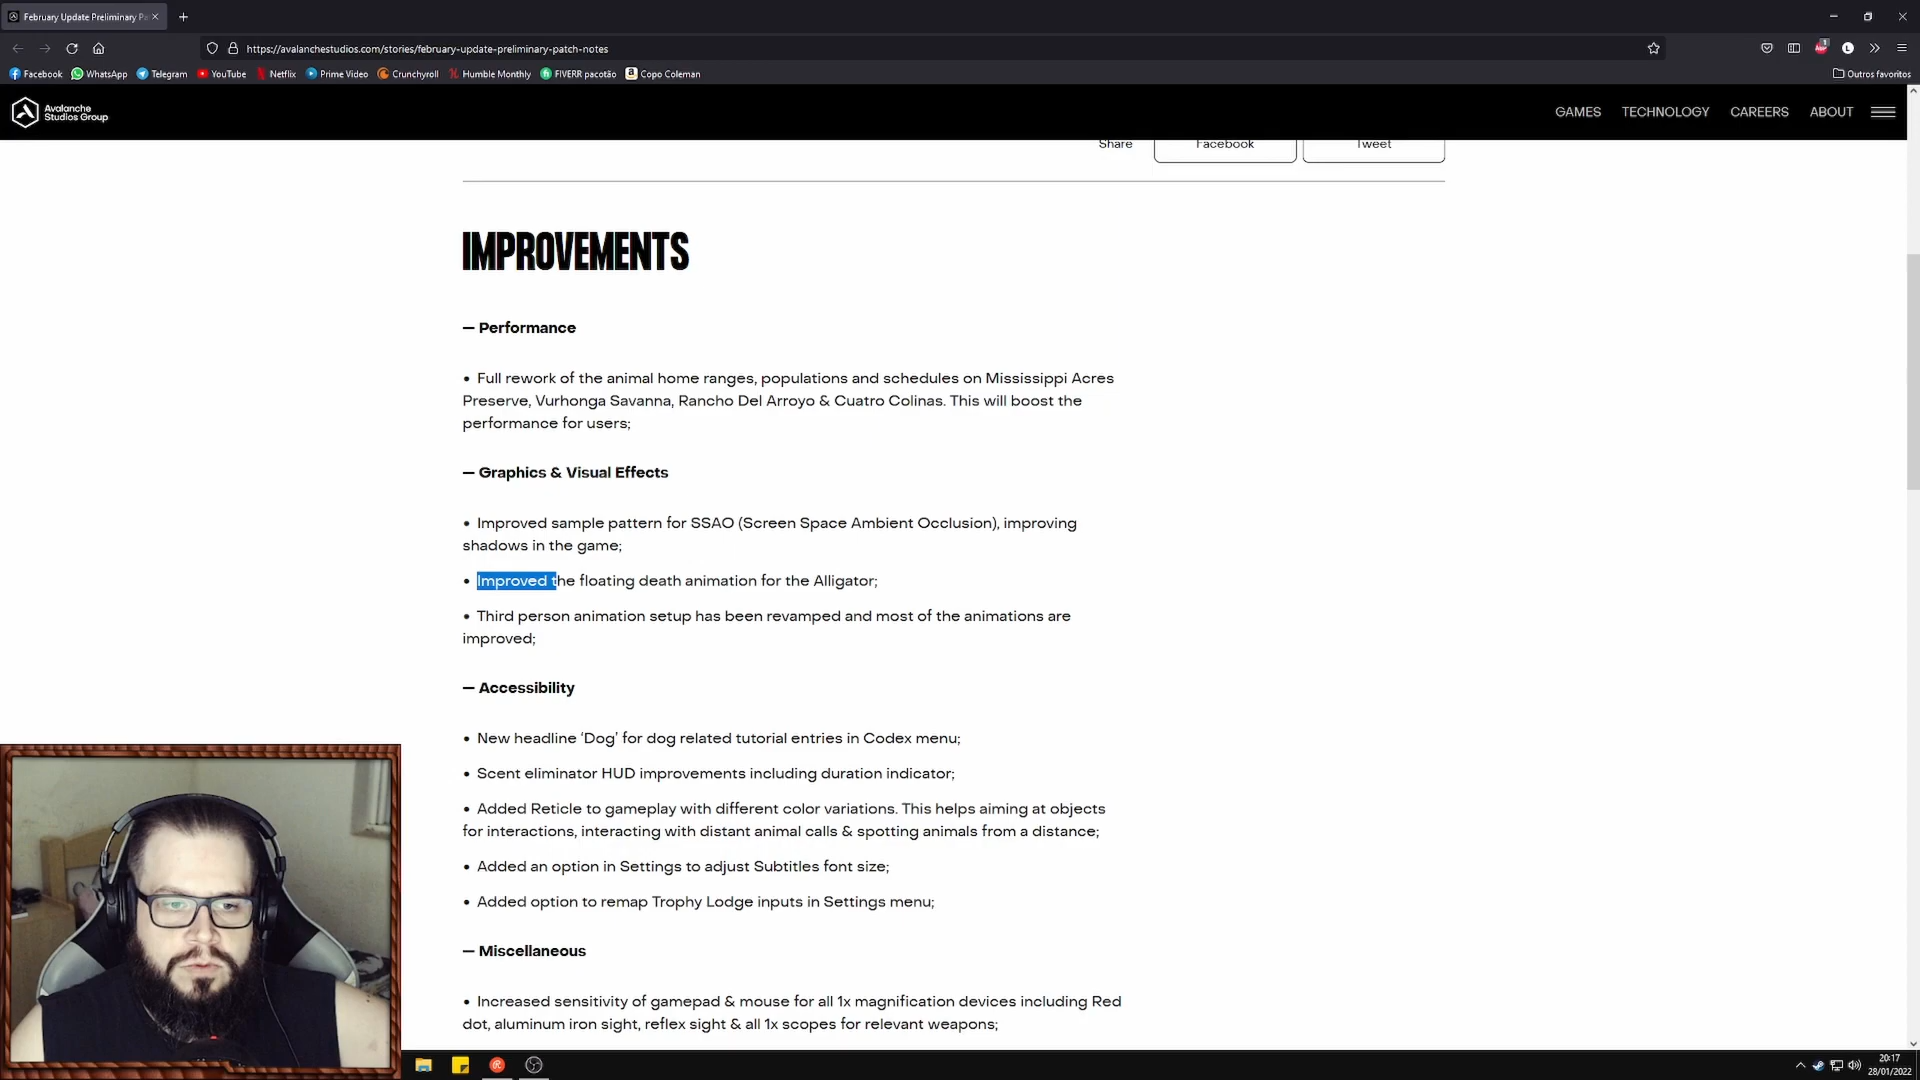 February Update Preliminary Pa
https://avalanchestudios.com/stories/february-update-preliminary-patch-notes
1
L
Facebook WhatsApp Telegram YouTube Netflix Prime Video Crunchyroll Humble Monthly FIVERR pacotão Copo Coleman Outros favoritos
Avalanche
Studios Group
GAMES TECHNOLOGY CAREERS ABOUT
Share Facebook Tweet
IMPROVEMENTS
— Performance
• Full rework of the animal home ranges, populations and schedules on Mississippi Acres
Preserve, Vurhonga Savanna, Rancho Del Arroyo & Cuatro Colinas. This will boost the
performance for users;
— Graphics & Visual Effects
• Improved sample pattern for SSAO (Screen Space Ambient Occlusion), improving
shadows in the game;
• Improved the floating death animation for the Alligator;
• Third person animation setup has been revamped and most of the animations are
improved;
— Accessibility
• New headline ‘Dog’ for dog related tutorial entries in Codex menu;
• Scent eliminator HUD improvements including duration indicator;
• Added Reticle to gameplay with different color variations. This helps aiming at objects
for interactions, interacting with distant animal calls & spotting animals from a distance;
• Added an option in Settings to adjust Subtitles font size;
• Added option to remap Trophy Lodge inputs in Settings menu;
— Miscellaneous
• Increased sensitivity of gamepad & mouse for all 1x magnification devices including Red
dot, aluminum iron sight, reflex sight & all 1x scopes for relevant weapons;
20:17
28/01/2022